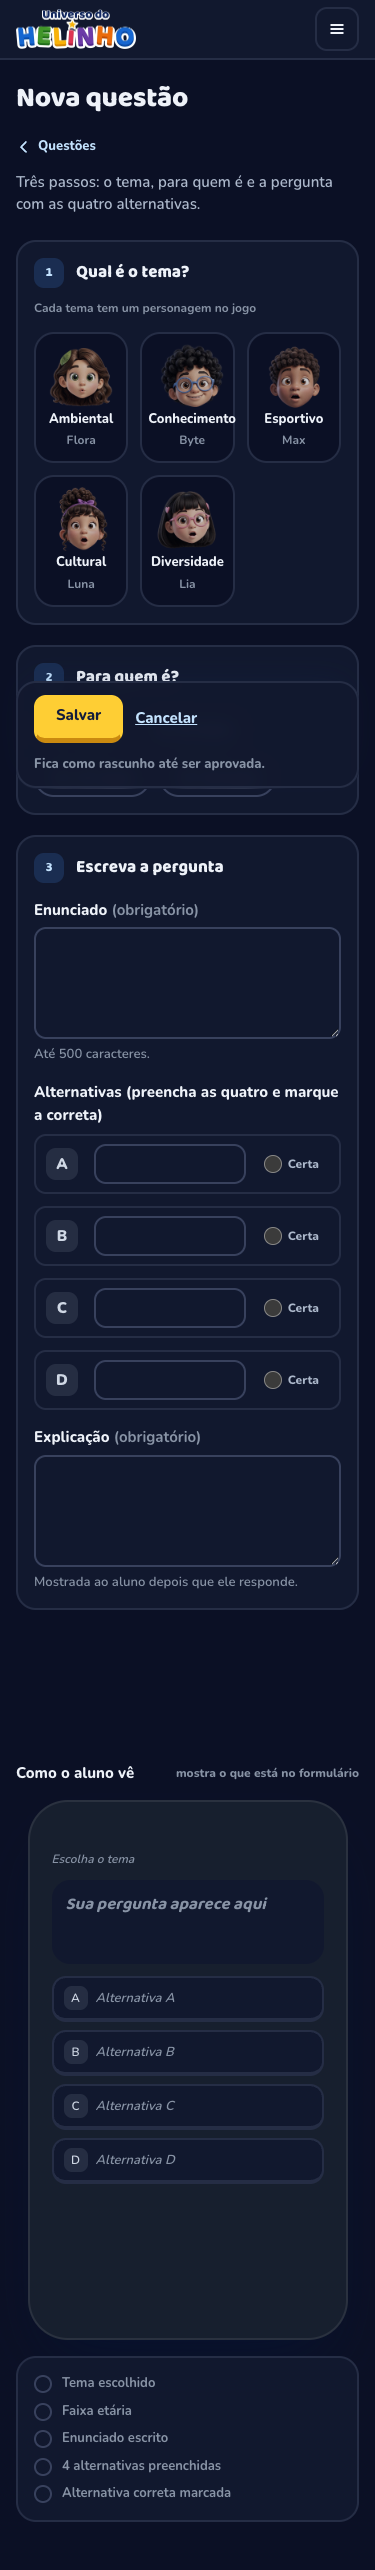 Universo do
HELINHO
Nova questão
Questões
Três passos: o tema, para quem é e a pergunta
com as quatro alternativas.
1
Qual é o tema?
Cada tema tem um personagem no jogo
Ambiental
Flora
Conhecimento
Byte
Esportivo
Max
Cultural
Luna
Diversidade
Lia
2
Para quem é?
Salvar
Cancelar
Fica como rascunho até ser aprovada.
3
Escreva a pergunta
Enunciado (obrigatório)
Até 500 caracteres.
Alternativas (preencha as quatro e marque
a correta)
A
Certa
B
Certa
C
Certa
D
Certa
Explicação (obrigatório)
Mostrada ao aluno depois que ele responde.
Como o aluno vê
mostra o que está no formulário
Escolha o tema
Sua pergunta aparece aqui
A
Alternativa A
B
Alternativa B
C
Alternativa C
D
Alternativa D
Tema escolhido
Faixa etária
Enunciado escrito
4 alternativas preenchidas
Alternativa correta marcada